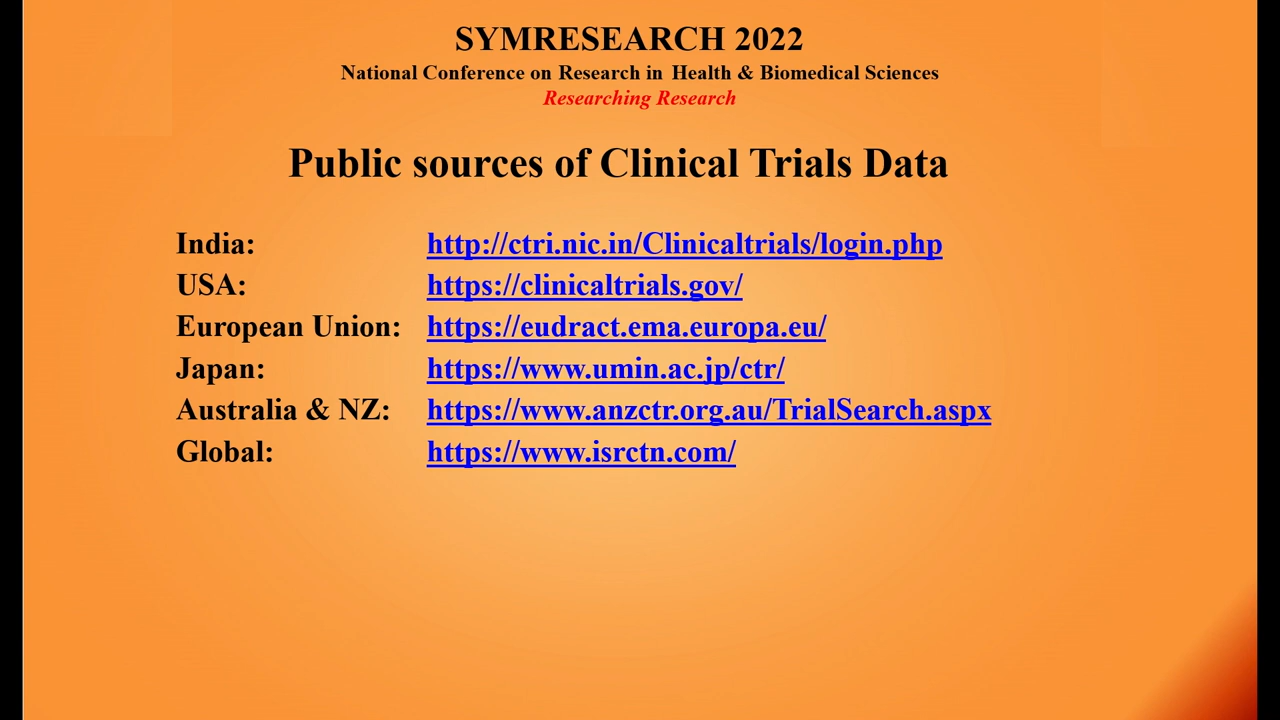 SYMRESEARCH 2022
National Conference on Research in Health & Biomedical Sciences
Researching Research
Public sources of Clinical Trials Data
India: http://ctri.nic.in/Clinicaltrials/login.php
USA: https://clinicaltrials.gov/
European Union: https://eudract.ema.europa.eu/
Japan: https://www.umin.ac.jp/ctr/
Australia & NZ: https://www.anzctr.org.au/TrialSearch.aspx
Global: https://www.isrctn.com/